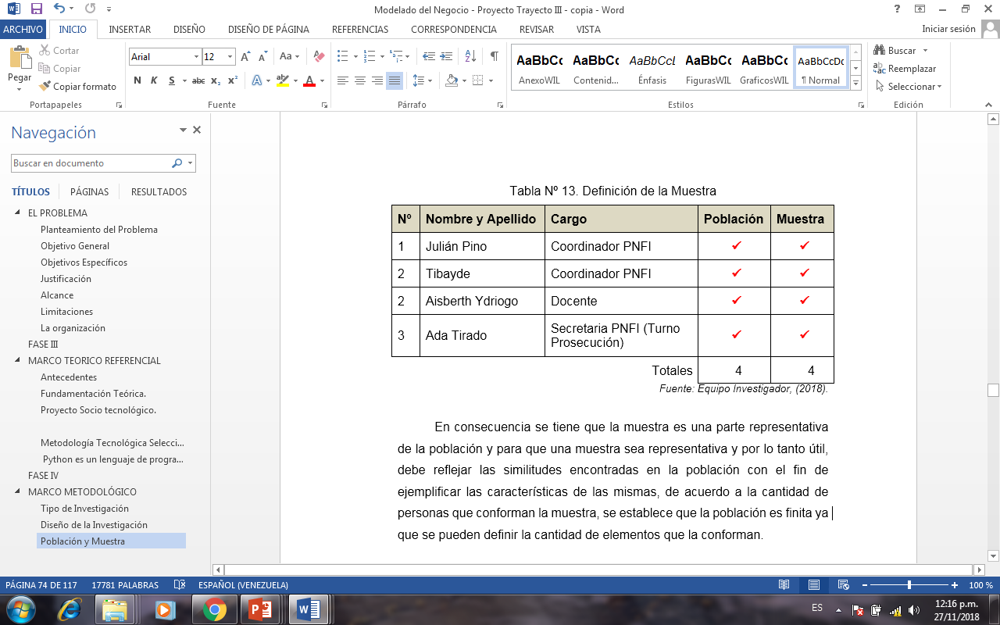 Modelado del Negocio - Proyecto Trayecto III - copia - Word
ARCHIVO INICIO INSERTAR DISEÑO DISEÑO DE PÁGINA REFERENCIAS CORRESPONDENCIA REVISAR VISTA
Iniciar sesión
Pegar
Cortar
Copiar
Copiar formato
Portapapeles
Arial 12
N K S abc x₂ x²
Fuente
Párrafo
AaBbCc AaBbCc AaBbCcL AaBbCc AaBbCc AaBbCcDc
AnexoWIL Contenid... Énfasis FigurasWIL GraficosWIL ¶ Normal
Estilos
Buscar
Reemplazar
Seleccionar
Edición
Navegación
Buscar en documento
TÍTULOS PÁGINAS RESULTADOS
EL PROBLEMA
Planteamiento del Problema
Objetivo General
Objetivos Específicos
Justificación
Alcance
Limitaciones
La organización
FASE III
MARCO TEORICO REFERENCIAL
Antecedentes
Fundamentación Teórica.
Proyecto Socio tecnológico.
Metodología Tecnológica Selecci...
Python es un lenguaje de progra...
FASE IV
MARCO METODOLÓGICO
Tipo de Investigación
Diseño de la Investigación
Población y Muestra
Tabla Nº 13. Definición de la Muestra
Nº Nombre y Apellido Cargo Población Muestra
1 Julián Pino Coordinador PNFI ✓ ✓
2 Tibayde Coordinador PNFI ✓ ✓
2 Aisberth Ydriogo Docente ✓ ✓
3 Ada Tirado Secretaria PNFI (Turno Prosecución) ✓ ✓
Totales 4 4
Fuente: Equipo Investigador, (2018).
En consecuencia se tiene que la muestra es una parte representativa
de la población y para que una muestra sea representativa y por lo tanto útil,
debe reflejar las similitudes encontradas en la población con el fin de
ejemplificar las características de las mismas, de acuerdo a la cantidad de
personas que conforman la muestra, se establece que la población es finita ya
que se pueden definir la cantidad de elementos que la conforman.
PÁGINA 74 DE 117 17781 PALABRAS ESPAÑOL (VENEZUELA) 100 %
ES
12:16 p.m.
27/11/2018